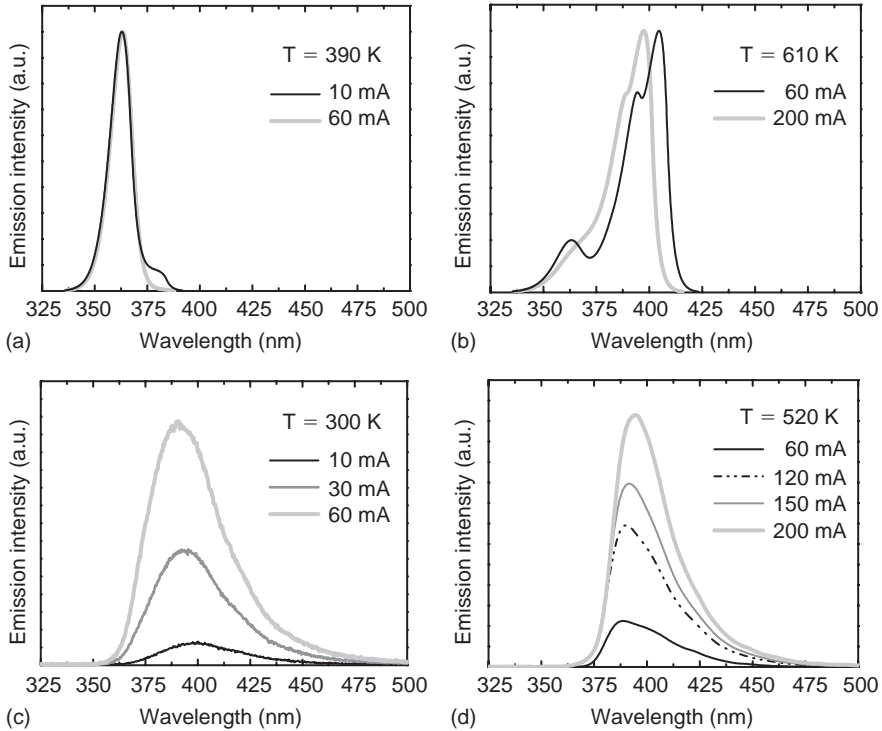 Emission intensity (a.u.)
T = 390 K
10 mA
60 mA
325 350 375 400 425 450 475 500
(a)
Wavelength (nm)
Emission intensity (a.u.)
T = 610 K
60 mA
200 mA
325 350 375 400 425 450 475 500
(b)
Wavelength (nm)
Emission intensity (a.u.)
T = 300 K
10 mA
30 mA
60 mA
325 350 375 400 425 450 475 500
(c)
Wavelength (nm)
Emission intensity (a.u.)
T = 520 K
60 mA
120 mA
150 mA
200 mA
325 350 375 400 425 450 475 500
(d)
Wavelength (nm)